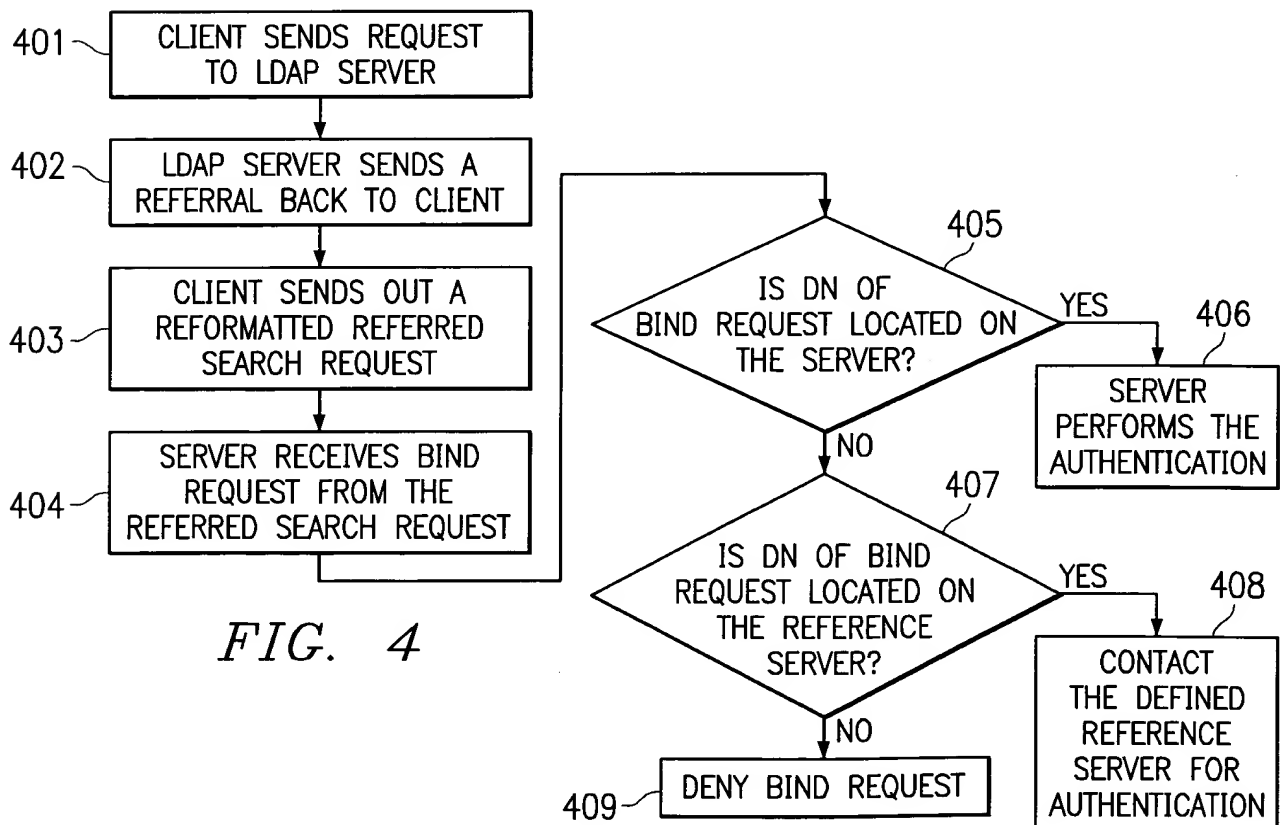 401
CLIENT SENDS REQUEST
TO LDAP SERVER
402
LDAP SERVER SENDS A
REFERRAL BACK TO CLIENT
403
CLIENT SENDS OUT A
REFORMATTED REFERRED
SEARCH REQUEST
404
SERVER RECEIVES BIND
REQUEST FROM THE
REFERRED SEARCH REQUEST
405
IS DN OF
BIND REQUEST LOCATED ON
THE SERVER?
YES
406
SERVER
PERFORMS THE
AUTHENTICATION
NO
407
IS DN OF BIND
REQUEST LOCATED ON
THE REFERENCE
SERVER?
YES
408
CONTACT
THE DEFINED
REFERENCE
SERVER FOR
AUTHENTICATION
NO
409
DENY BIND REQUEST
FIG. 4